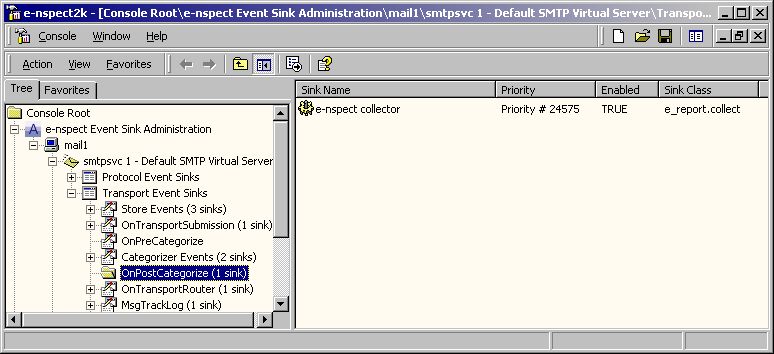 e-nspect2k - [Console Root\e-nspect Event Sink Administration\mail1\smtpsvc 1 - Default SMTP Virtual Server\Transpo...
Console Window Help
Action View Favorites
Tree Favorites
Console Root
e-nspect Event Sink Administration
mail1
smtpsvc 1 - Default SMTP Virtual Server
Protocol Event Sinks
Transport Event Sinks
Store Events (3 sinks)
OnTransportSubmission (1 sink)
OnPreCategorize
Categorizer Events (2 sinks)
OnPostCategorize (1 sink)
OnTransportRouter (1 sink)
MsgTrackLog (1 sink)
Sink Name Priority Enabled Sink Class
e-nspect collector Priority # 24575 TRUE e_report.collect